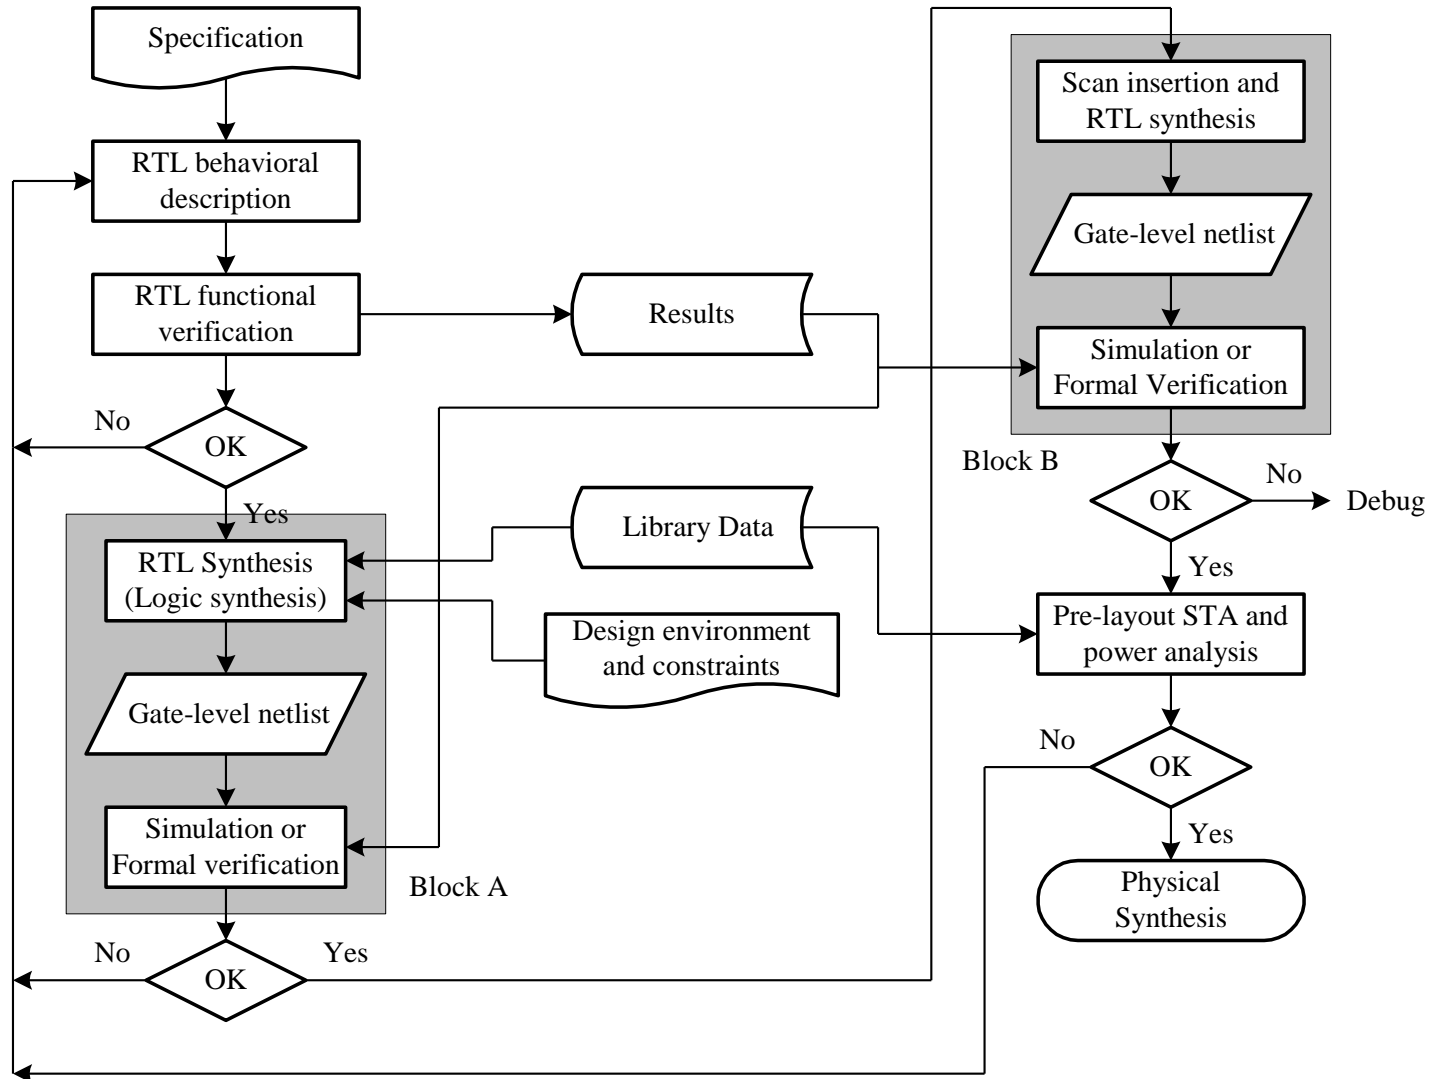 Specification
RTL behavioral
description
RTL functional
verification
No
OK
Yes
RTL Synthesis
(Logic synthesis)
Gate-level netlist
Simulation or
Formal verification
Block A
No
OK
Yes
Results
Library Data
Design environment
and constraints
Scan insertion and
RTL synthesis
Gate-level netlist
Simulation or
Formal Verification
Block B
OK
No
Debug
Yes
Pre-layout STA and
power analysis
No
OK
Yes
Physical
Synthesis